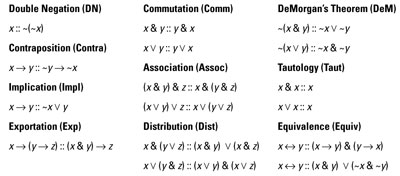 Double Negation (DN)
x :: ~(~x)
Contraposition (Contra)
x → y :: ~y → ~x
Implication (Impl)
x → y :: ~x ∨ y
Exportation (Exp)
x → (y → z) :: (x & y) → z
Commutation (Comm)
x & y :: y & x
x ∨ y :: y ∨ x
Association (Assoc)
(x & y) & z :: x & (y & z)
(x ∨ y) ∨ z :: x ∨ (y ∨ z)
Distribution (Dist)
x & (y ∨ z) :: (x & y) ∨ (x & z)
x ∨ (y & z) :: (x ∨ y) & (x ∨ z)
DeMorgan's Theorem (DeM)
~(x & y) :: ~x ∨ ~y
~(x ∨ y) :: ~x & ~y
Tautology (Taut)
x & x :: x
x ∨ x :: x
Equivalence (Equiv)
x ↔ y :: (x → y) & (y → x)
x ↔ y :: (x & y) ∨ (~x & ~y)